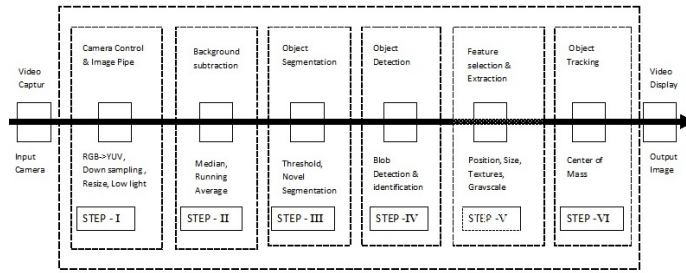 Video
Captur
Input
Camera
Camera Control
& Image Pipe
RGB->YUV,
Down sampling ,
Resize, Low light
STEP - I
Background
subtraction
Median,
Running
Average
STEP - II
Object
Segmentation
Threshold,
Novel
Segmentation
STEP - III
Object
Detection
Blob
Detection &
identification
STEP -IV
Feature
selection &
Extraction
Position, Size,
Textures,
Grayscale
STEP -V
Object
Tracking
Center of
Mass
STEP -VI
Video
Display
Output
Image